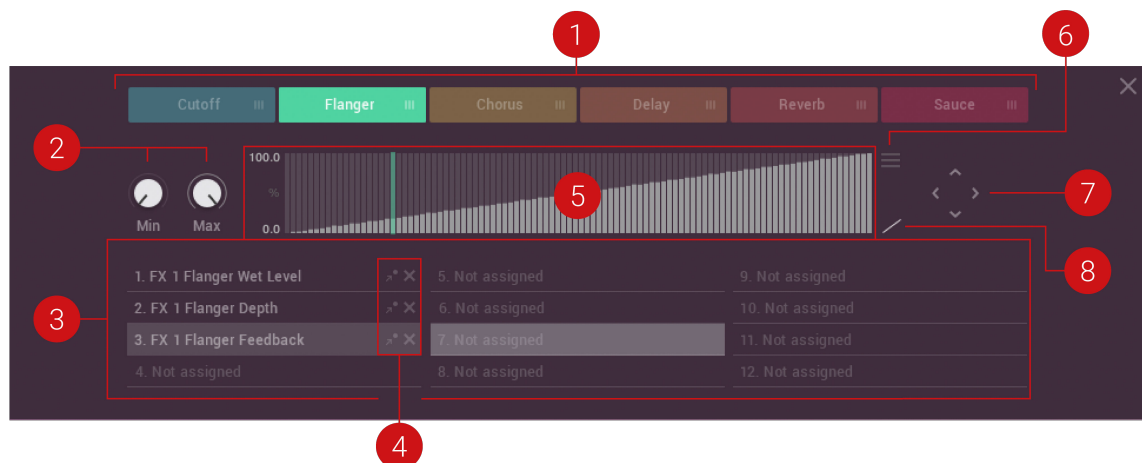 1
6
Cutoff
Flanger
Chorus
Delay
Reverb
Sauce
2
100.0
%
0.0
5
7
Min
Max
8
3
1. FX 1 Flanger Wet Level
5. Not assigned
9. Not assigned
2. FX 1 Flanger Depth
6. Not assigned
10. Not assigned
3. FX 1 Flanger Feedback
7. Not assigned
11. Not assigned
4. Not assigned
8. Not assigned
12. Not assigned
4